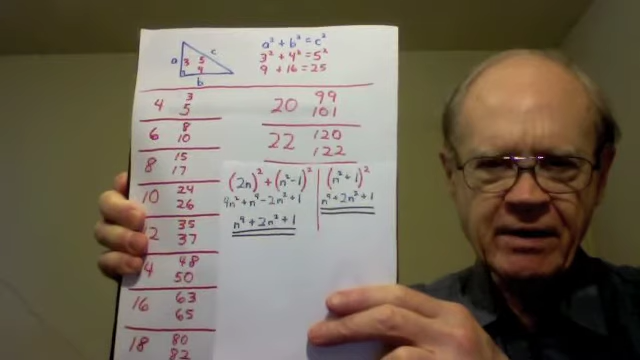 a c
3 5
4
b
a² + b² = c²
3² + 4² = 5²
9 + 16 = 25
4 3
5
6 8
10
8 15
17
10 24
26
12 35
37
4 48
50
16 63
65
18 80
82
20 99
101
22 120
122
(2n)² + (n²-1)²
4n² + n⁴ - 2n² + 1
n⁴ + 2n² + 1
(n² + 1)²
n⁴ + 2n² + 1